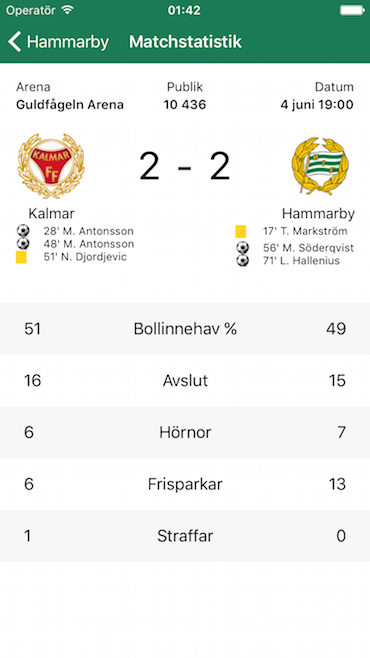 Operatör 01:42
Hammarby Matchstatistik
Arena Publik Datum
Guldfågeln Arena 10 436 4 juni 19:00
KALMAR
FF
2 - 2
Kalmar Hammarby
28' M. Antonsson
48' M. Antonsson
51' N. Djordjevic
17' T. Markström
56' M. Söderqvist
71' L. Hallenius
51 Bollinnehav % 49
16 Avslut 15
6 Hörnor 7
6 Frisparkar 13
1 Straffar 0